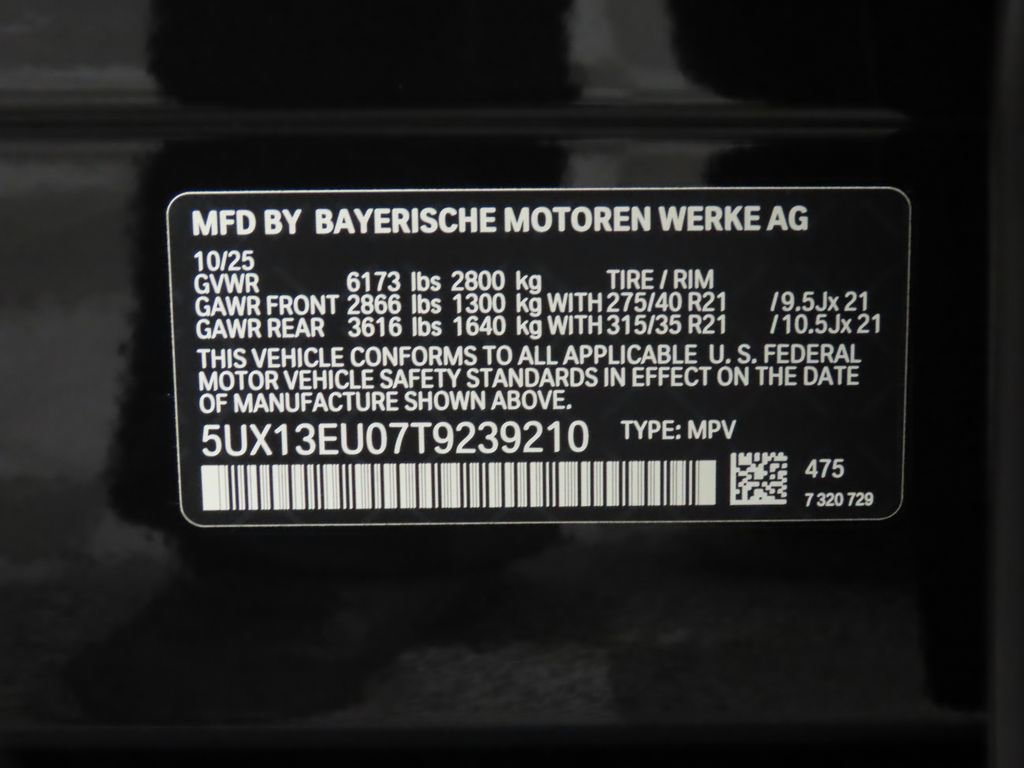 MFD BY BAYERISCHE MOTOREN WERKE AG
10/25
GVWR 6173 lbs 2800 kg TIRE / RIM
GAWR FRONT 2866 lbs 1300 kg WITH 275/40 R21 /9.5Jx 21
GAWR REAR 3616 lbs 1640 kg WITH 315/35 R21 /10.5Jx 21
THIS VEHICLE CONFORMS TO ALL APPLICABLE U. S. FEDERAL
MOTOR VEHICLE SAFETY STANDARDS IN EFFECT ON THE DATE
OF MANUFACTURE SHOWN ABOVE.
5UX13EU07T9239210 TYPE: MPV
475
7 320 729